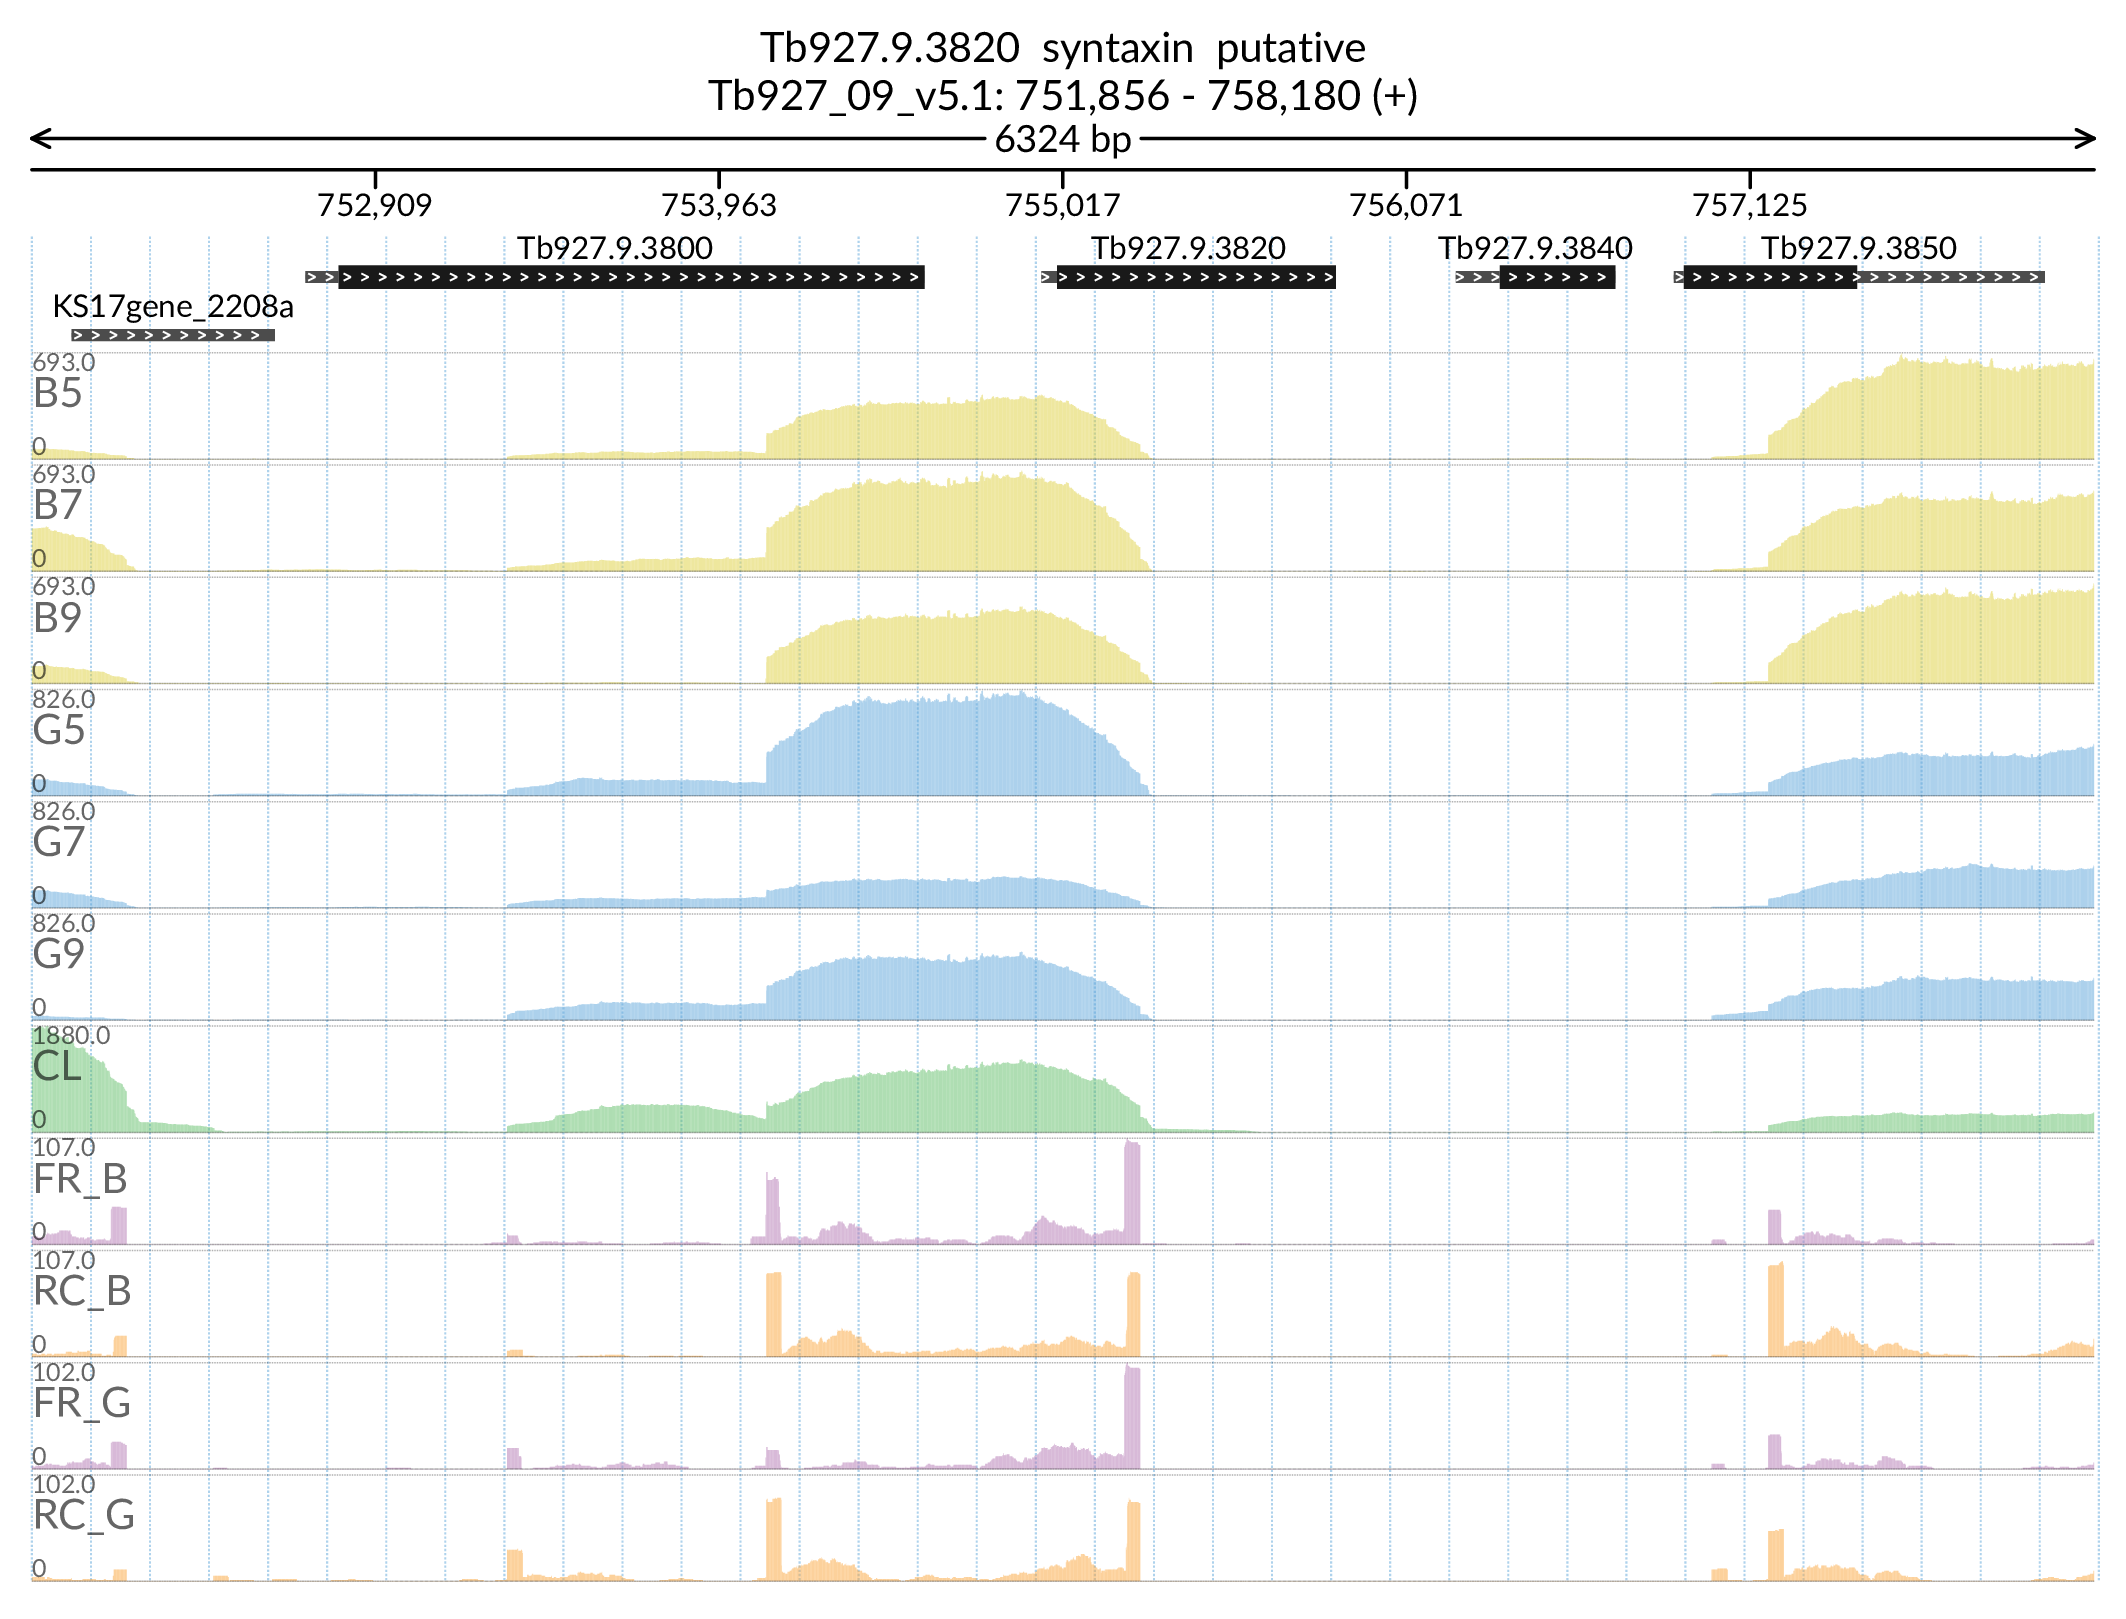 Tb927.9.3820 syntaxin putative
Tb927_09_v5.1: 751,856 - 758,180 (+)
6324 bp
752,909 753,963 755,017 756,071 757,125
Tb927.9.3800 Tb927.9.3820 Tb927.9.3840 Tb927.9.3850
KS17gene_2208a
693.0
B5
0
693.0
B7
0
693.0
B9
0
826.0
G5
0
826.0
G7
0
826.0
G9
0
1880.0
CL
0
107.0
FR_B
0
107.0
RC_B
0
102.0
FR_G
0
102.0
RC_G
0